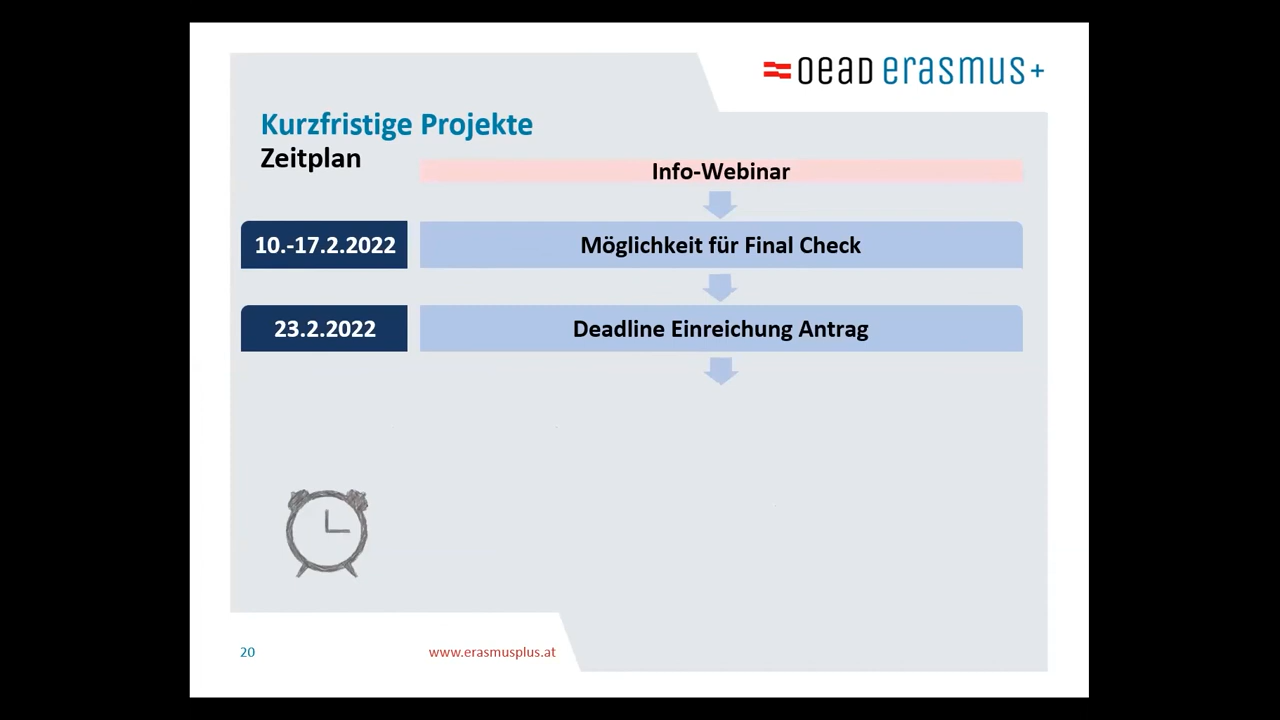 oead erasmus+
Kurzfristige Projekte
Zeitplan
Info-Webinar
10.-17.2.2022
Möglichkeit für Final Check
23.2.2022
Deadline Einreichung Antrag
20
www.erasmusplus.at